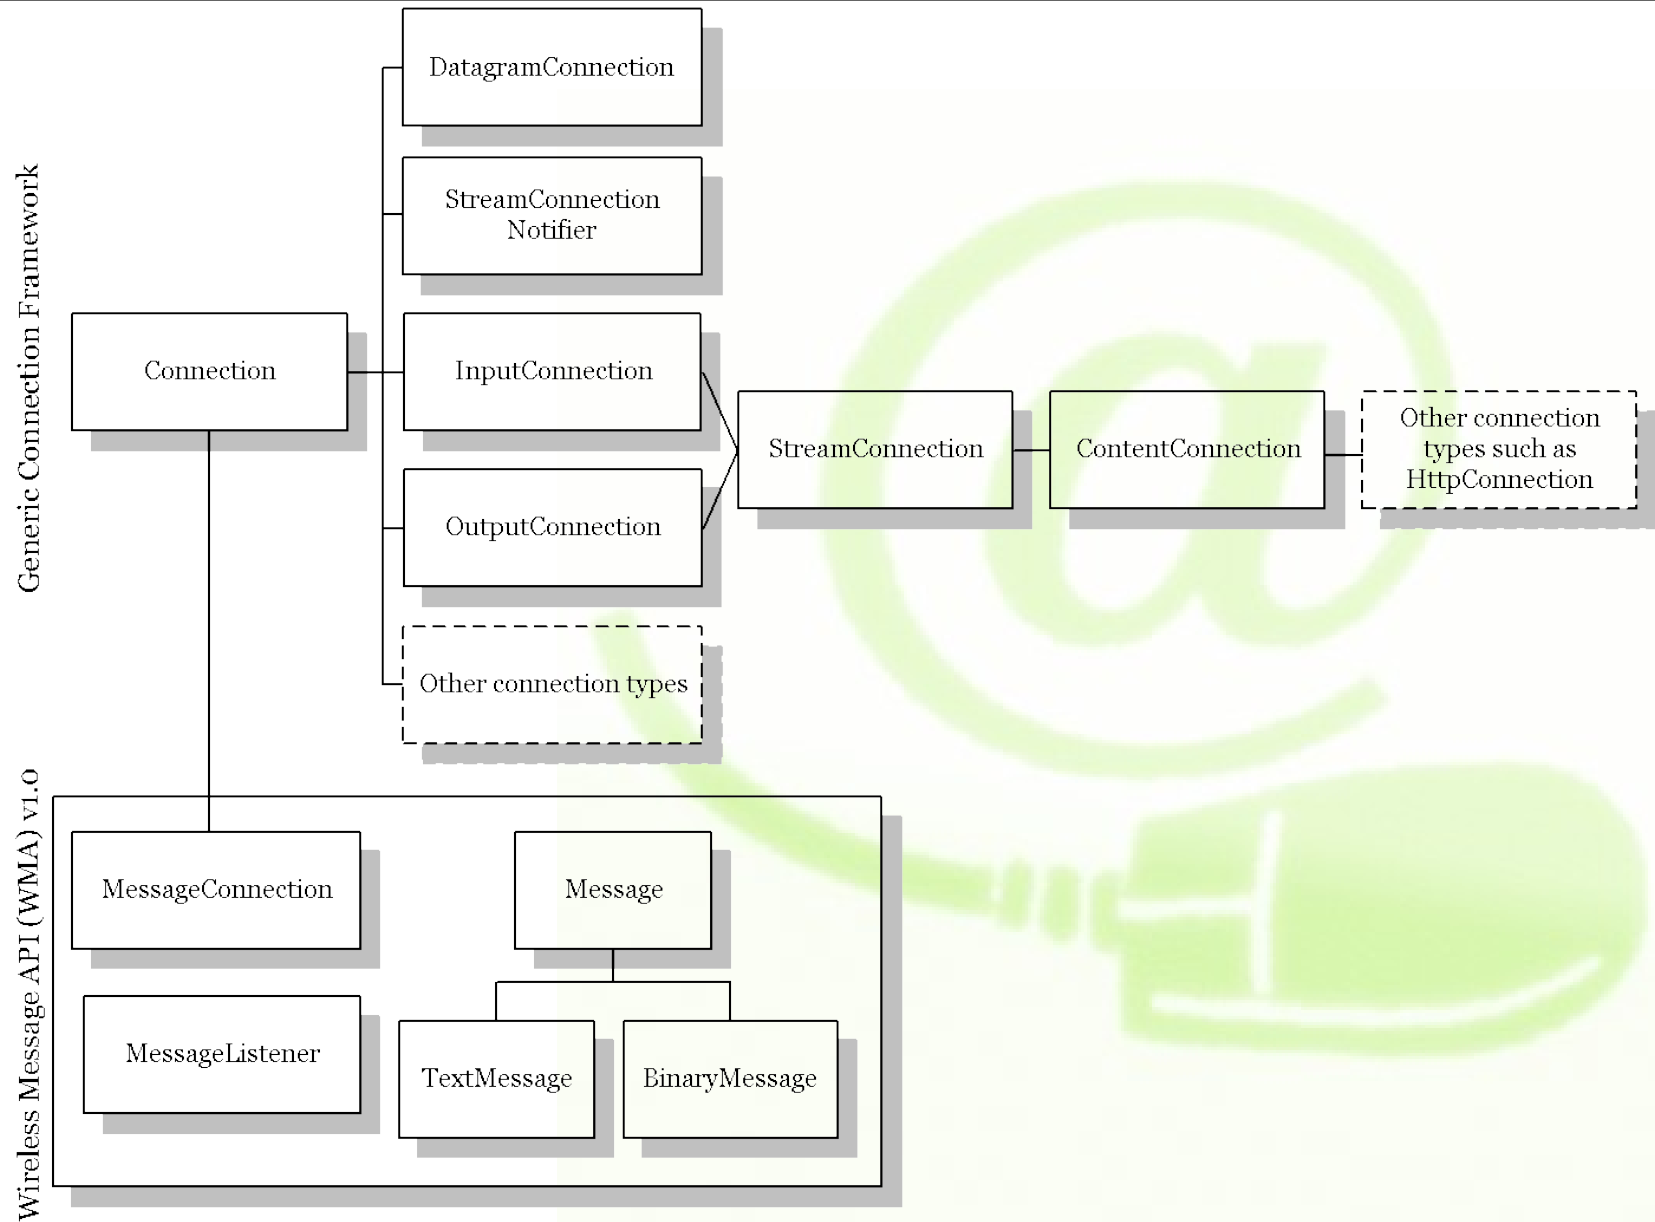 Generic Connection Framework
DatagramConnection
StreamConnection
Notifier
Connection
InputConnection
OutputConnection
StreamConnection
ContentConnection
Other connection
types such as
HttpConnection
Other connection types
Wireless Message API (WMA) v1.0
MessageConnection
Message
MessageListener
TextMessage
BinaryMessage